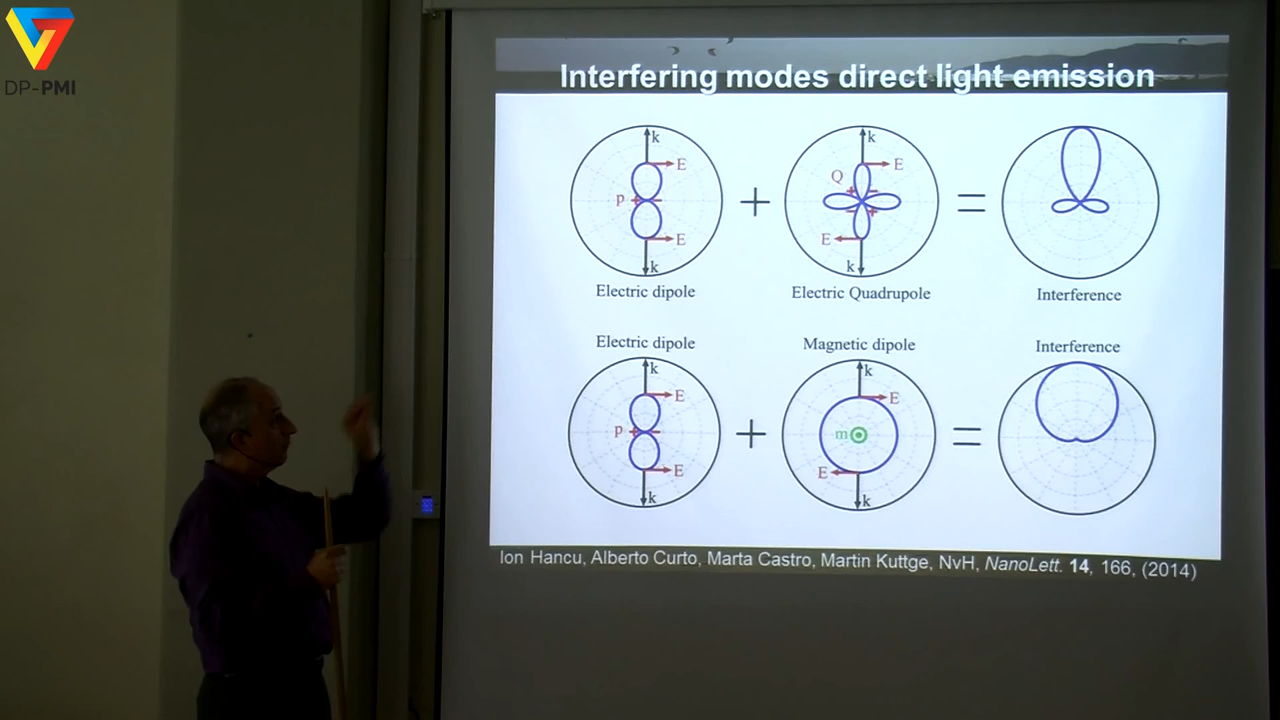 DP-PMI
Interfering modes direct light emission
k
E
p
E
k
Electric dipole
+
k
E
Q
E
k
Electric Quadrupole
=
Interference
Electric dipole
k
E
p
E
k
+
Magnetic dipole
k
E
m
E
k
=
Interference
Ion Hancu, Alberto Curto, Marta Castro, Martin Kuttge, NvH, NanoLett. 14, 166, (2014)